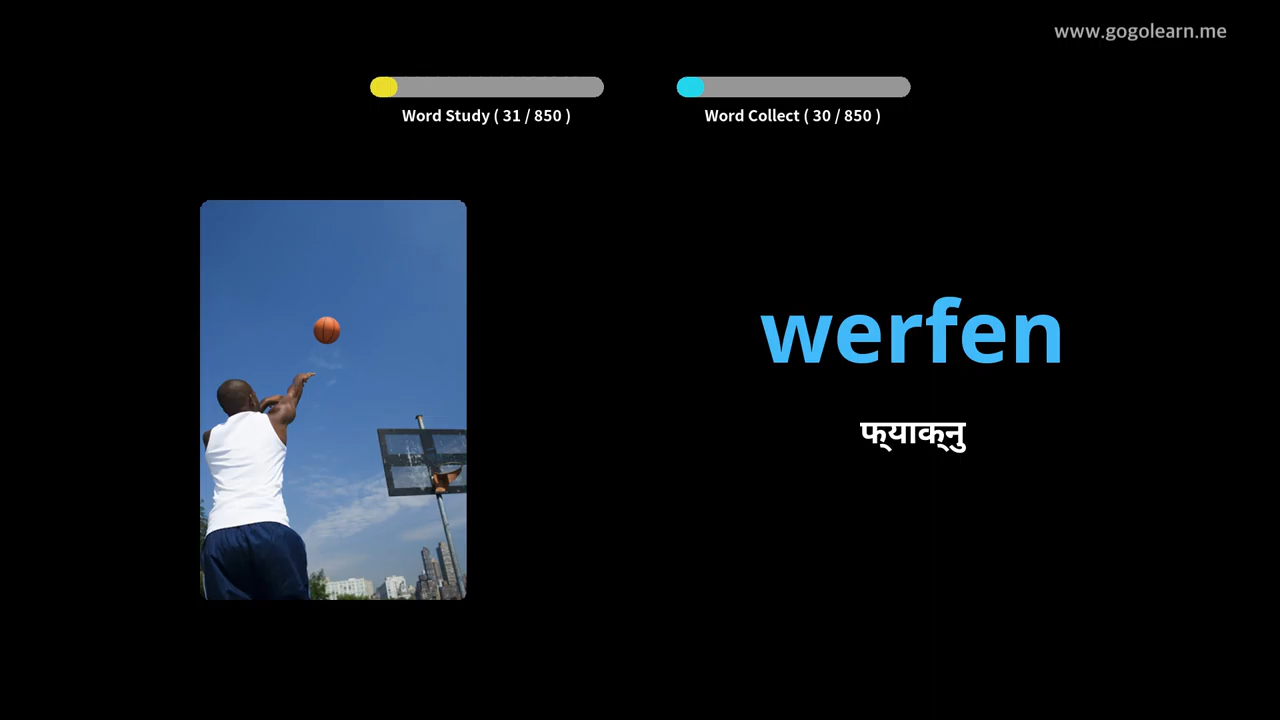 www.gogolearn.me
Word Study ( 31 / 850 )
Word Collect ( 30 / 850 )
werfen
फ्याक्नु